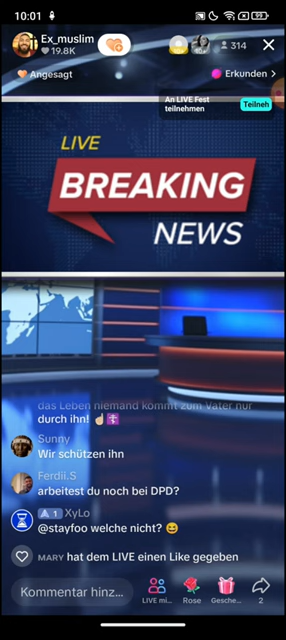 10:01
99
Ex_muslim
19.8K
314
Angesagt
Erkunden >
An LIVE Fest
teilnehmen
Teilneh
LIVE
BREAKING
NEWS
das Leben niemand kommt zum Vater nur
durch ihn! ☝🏻✝️
Sunny
Wir schützen ihn
Ferdii.S
arbeitest du noch bei DPD?
1 XyLo
@stayfoo welche nicht? 😆
MARY hat dem LIVE einen Like gegeben
Kommentar hinz...
LIVE mi...
Rose
Gesche...
2